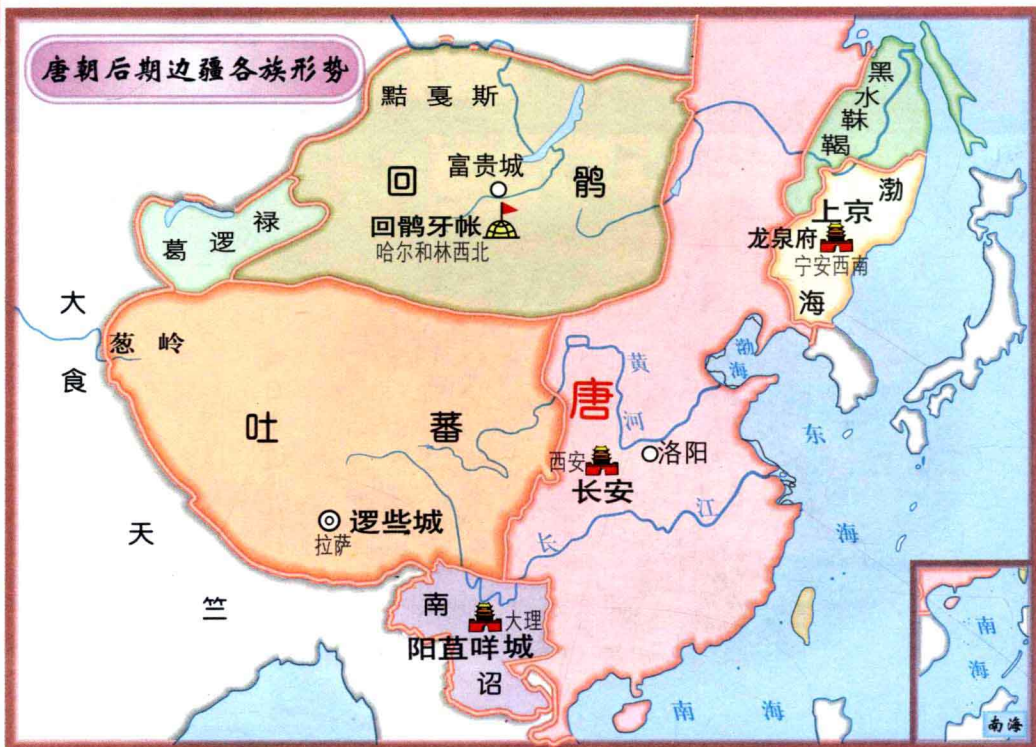 唐朝后期边疆各族形势
黠戛斯
回鹘
富贵城
回鹘牙帐
哈尔和林西北
葛逻禄
黑水靺鞨
渤海
上京
龙泉府
宁安西南
大食
葱岭
吐蕃
逻些城
拉萨
天竺
唐
黄河
渤海
西安
长安
洛阳
长江
东海
南诏
大理
阳苴咩城
南海
南海
南海